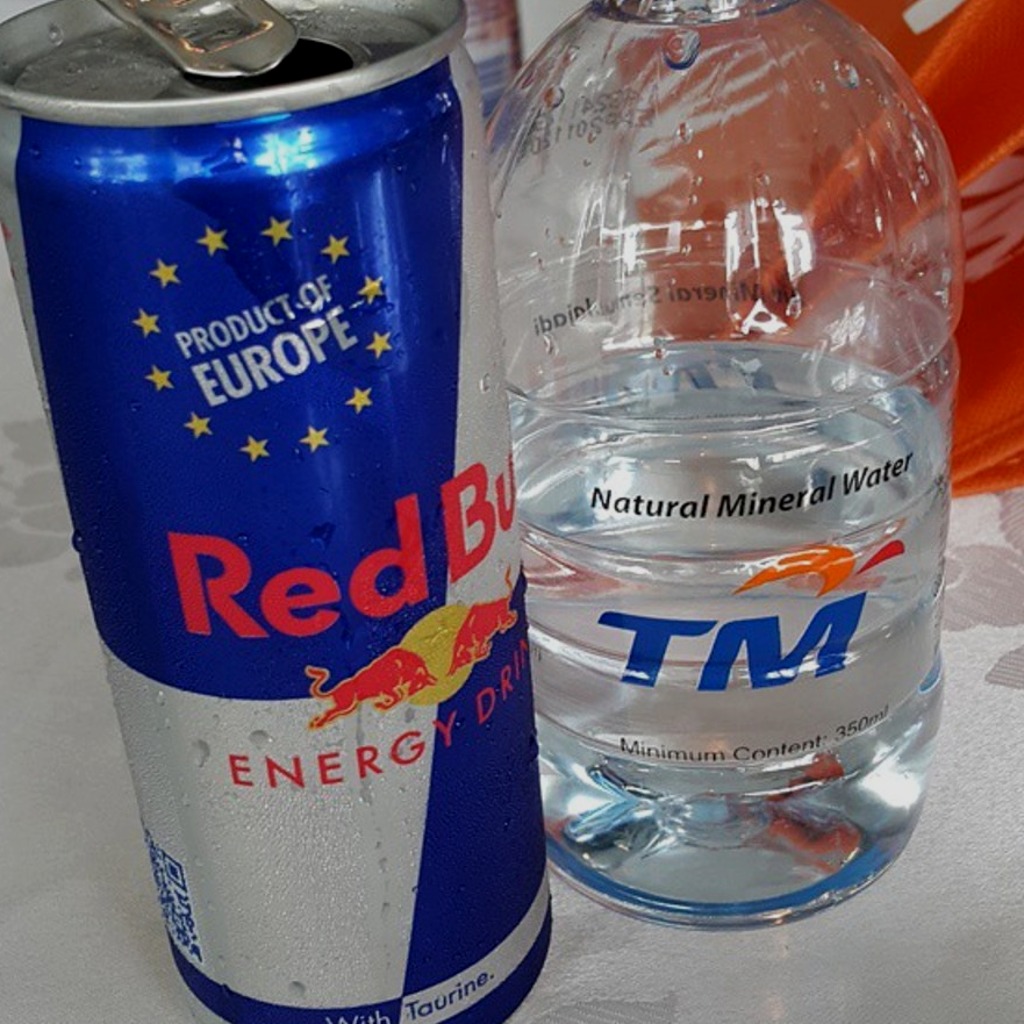 PRODUCT OF
EUROPE
Red Bu
ENERGY DRIN
With Taurine.
Natural Mineral Water
TM
Minimum Content: 350ml